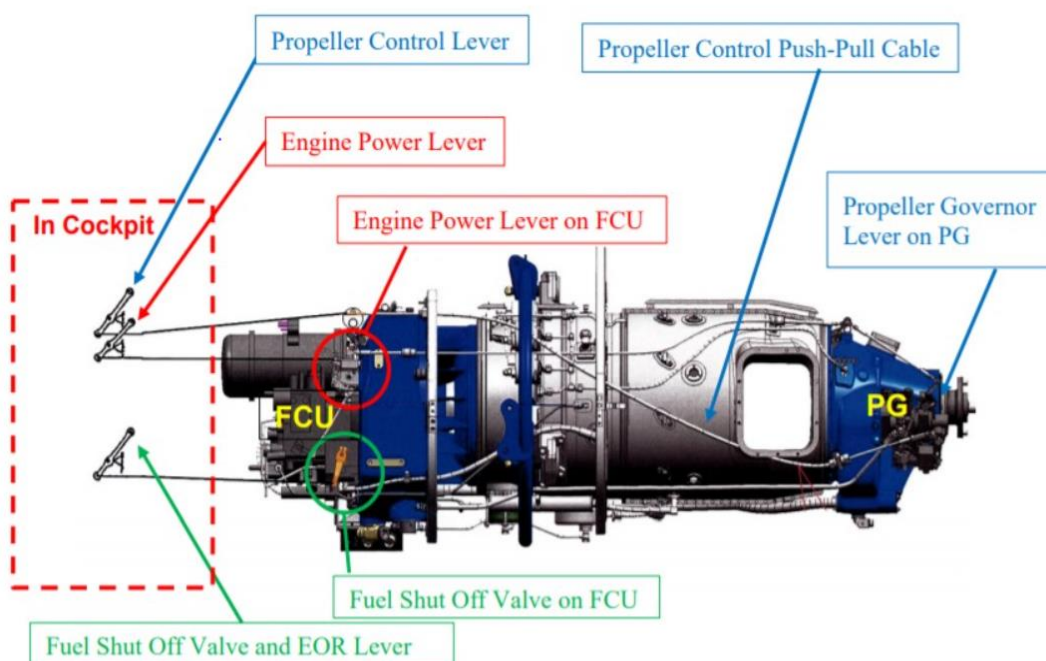 Propeller Control Lever
Propeller Control Push-Pull Cable
Engine Power Lever
In Cockpit
Engine Power Lever on FCU
Propeller Governor
Lever on PG
FCU
PG
Fuel Shut Off Valve on FCU
Fuel Shut Off Valve and EOR Lever